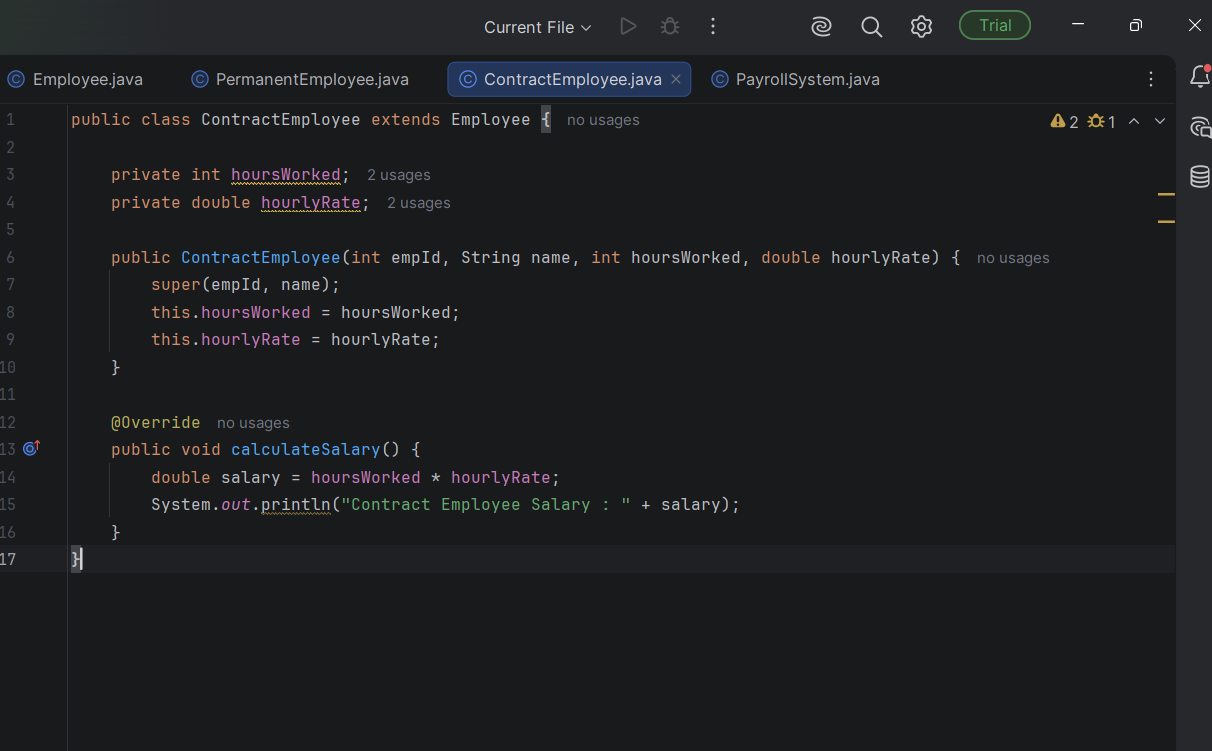 Current File Trial
Employee.java PermanentEmployee.java ContractEmployee.java PayrollSystem.java
1 public class ContractEmployee extends Employee { no usages 2 1
2
3 private int hoursWorked; 2 usages
4 private double hourlyRate; 2 usages
5
6 public ContractEmployee(int empId, String name, int hoursWorked, double hourlyRate) { no usages
7 super(empId, name);
8 this.hoursWorked = hoursWorked;
9 this.hourlyRate = hourlyRate;
10 }
11
12 @Override no usages
13 public void calculateSalary() {
14 double salary = hoursWorked * hourlyRate;
15 System.out.println("Contract Employee Salary : " + salary);
16 }
17 }